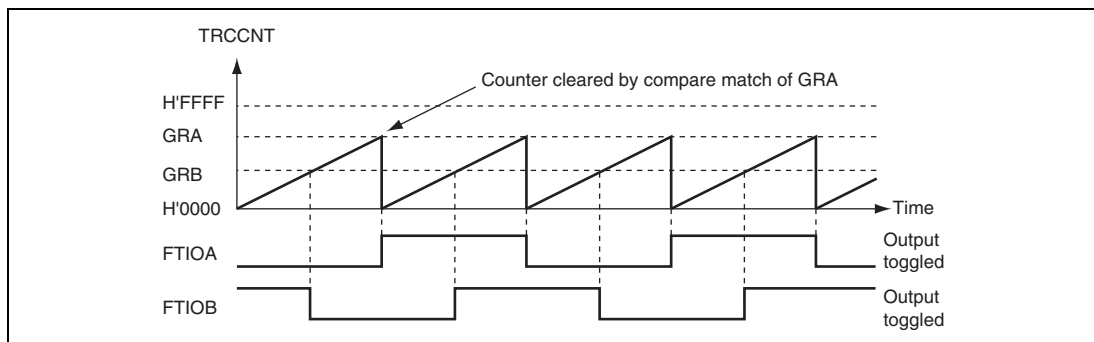 TRCCNT
Counter cleared by compare match of GRA
H'FFFF
GRA
GRB
H'0000
Time
FTIOA
Output
toggled
FTIOB
Output
toggled